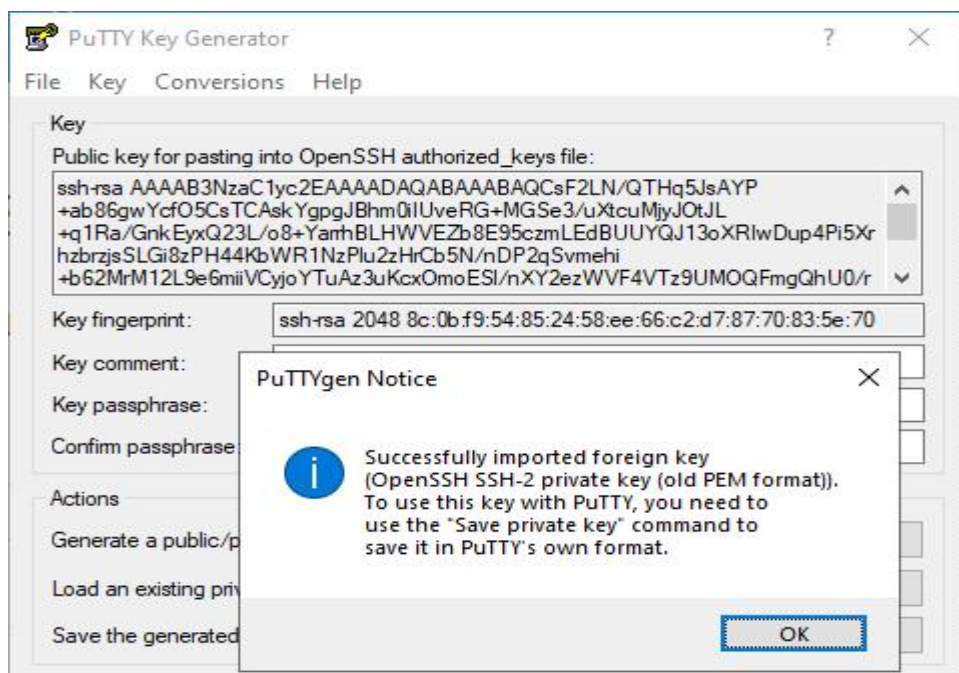 PuTTY Key Generator
?
File Key Conversions Help
Key
Public key for pasting into OpenSSH authorized_keys file:
ssh-rsa AAAAB3NzaC1yc2EAAAADAQABAAABAQCsF2LN/QTHq5JsAYP
+ab86gwYcfO5CsTCAskYgpgJBhm0iIUveRG+MGSe3/uXtcuMjyJOtJL
+q1Ra/GnkEyxQ23L/o8+YarrhBLHWVEZb8E95czmLEdBUUYQJ13oXRIwDup4Pi5Xr
hzbrzjsSLGi8zPH44KbWR1NzPlu2zHrCb5N/nDP2qSvmehi
+b62MrM12L9e6miiVCyjoYTuAz3uKcxOmoESl/nXY2ezWVF4VTz9UMOQFmgQhU0/r
Key fingerprint: ssh-rsa 2048 8c:0b:f9:54:85:24:58:ee:66:c2:d7:87:70:83:5e:70
Key comment:
Key passphrase:
Confirm passphrase:
PuTTYgen Notice
Successfully imported foreign key
(OpenSSH SSH-2 private key (old PEM format)).
To use this key with PuTTY, you need to
use the "Save private key" command to
save it in PuTTY's own format.
OK
Actions
Generate a public/p
Load an existing priv
Save the generated